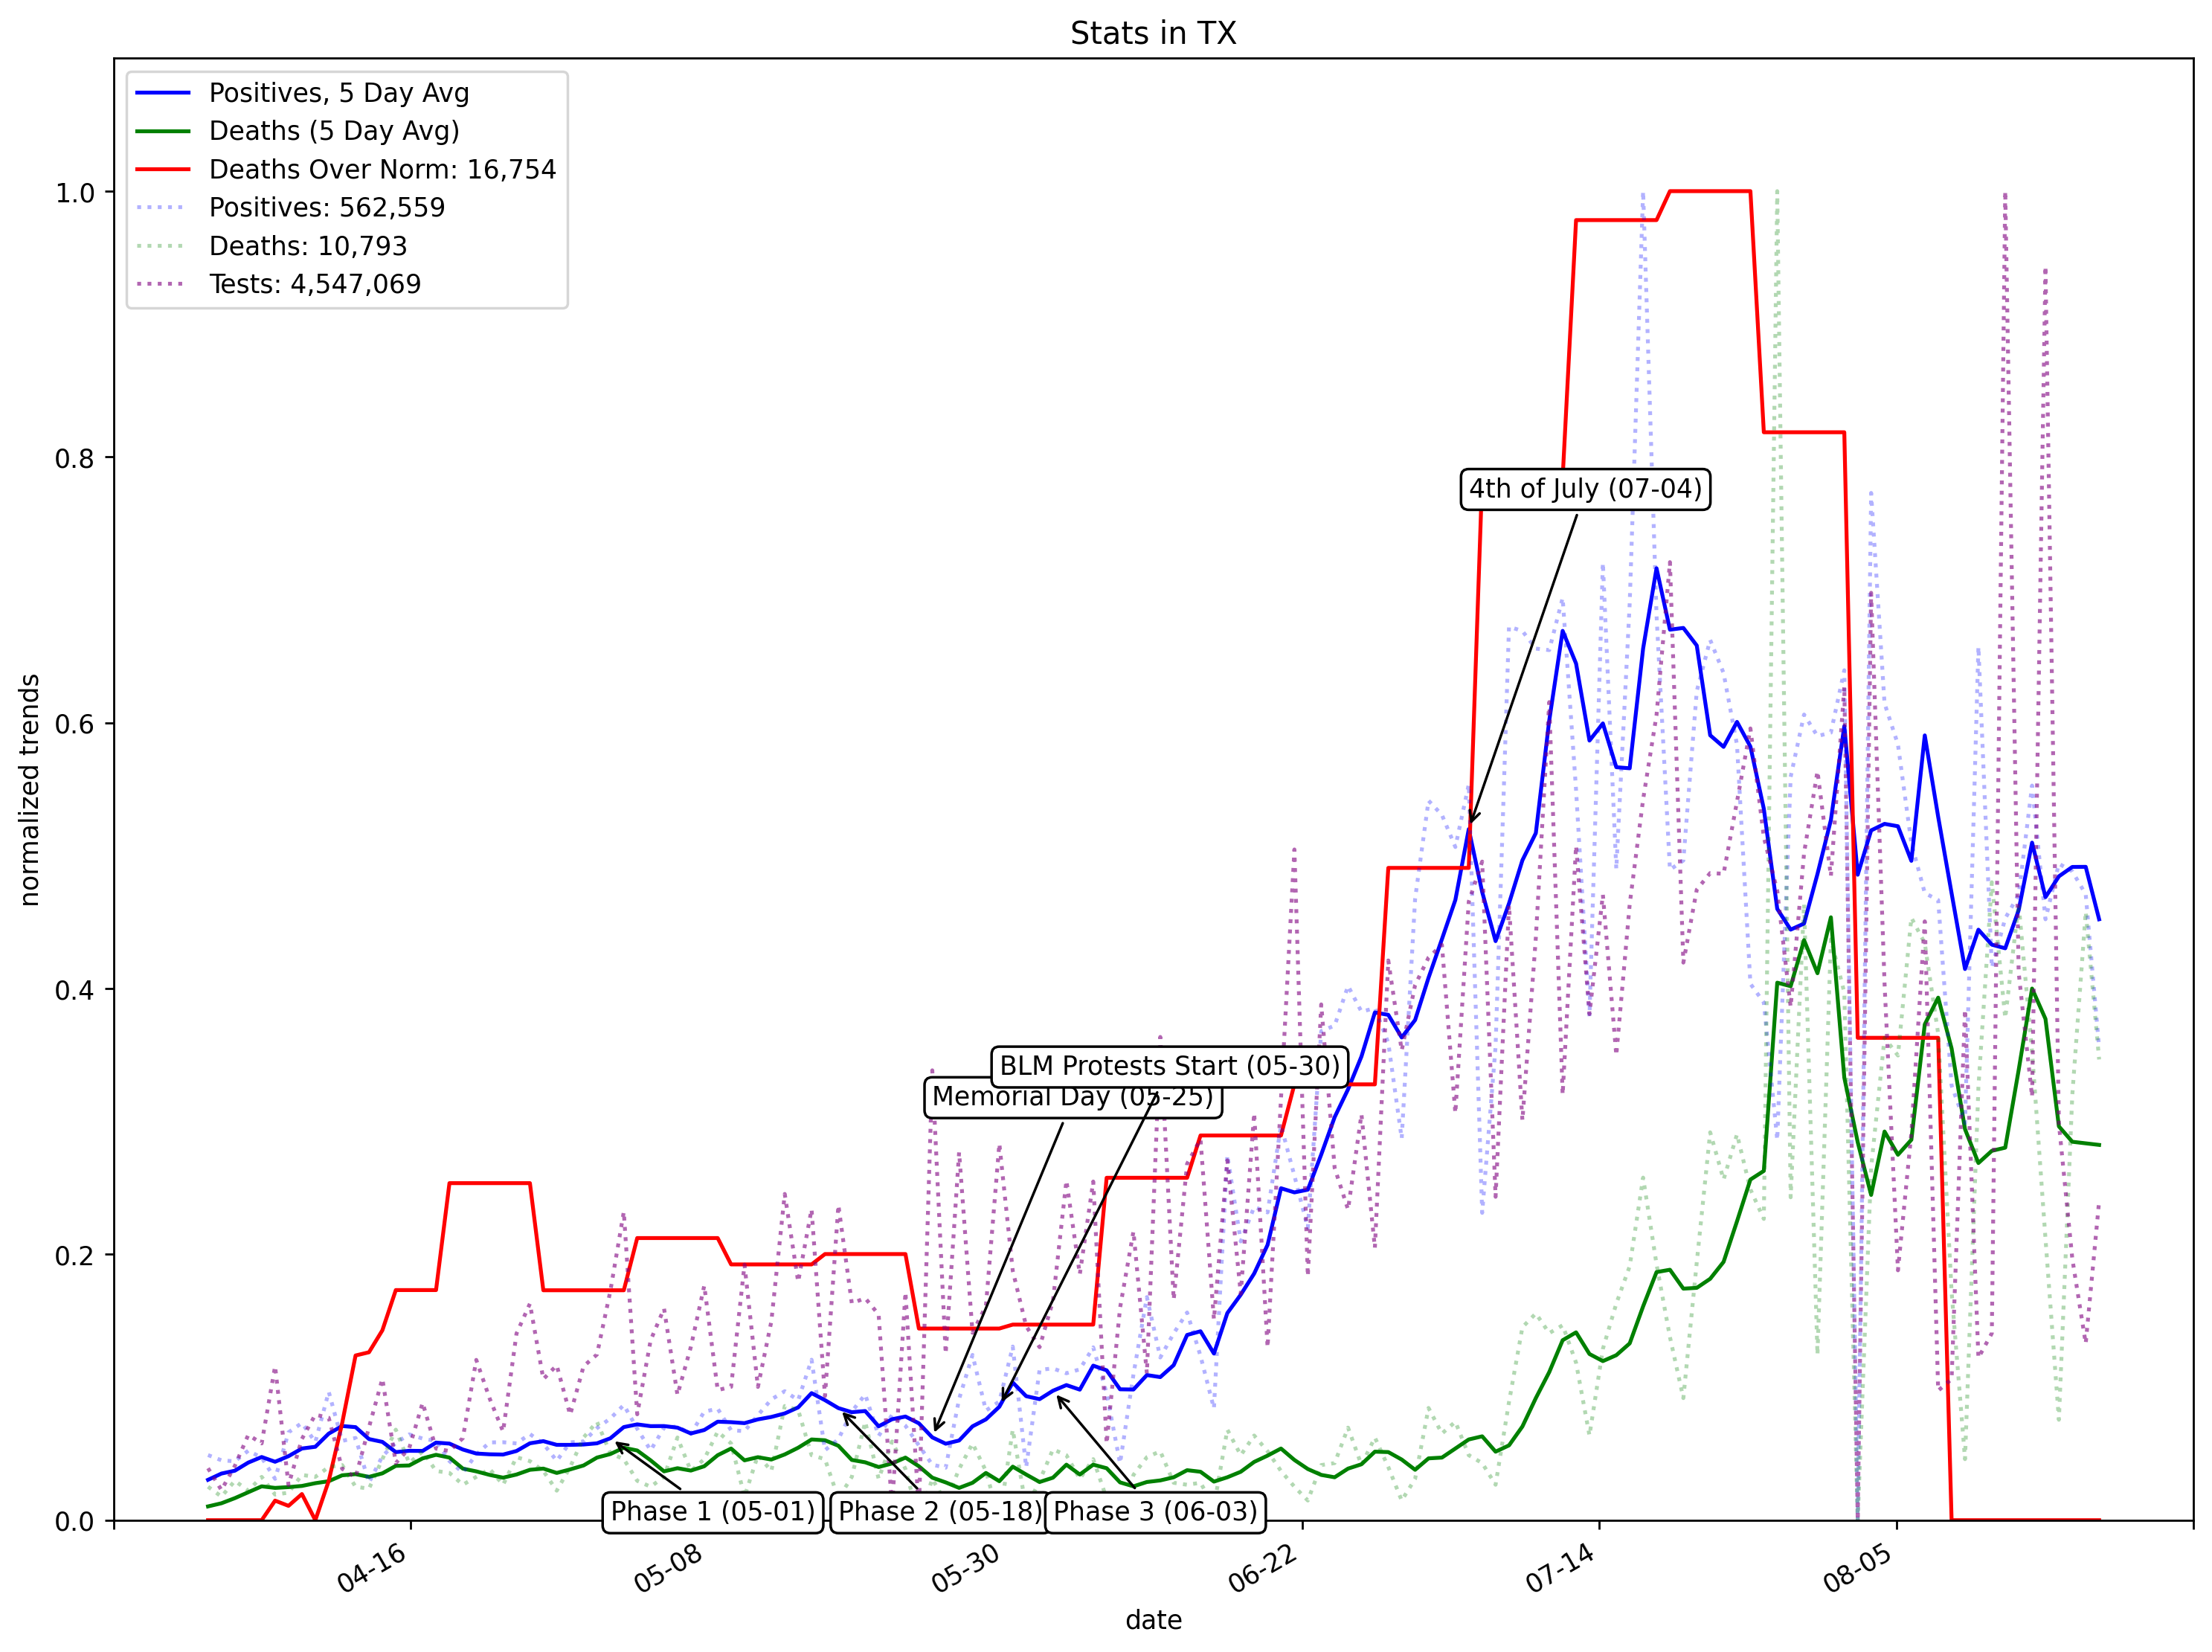 Stats in TX
Positives, 5 Day Avg
Deaths (5 Day Avg)
Deaths Over Norm: 16,754
Positives: 562,559
Deaths: 10,793
Tests: 4,547,069
1.0
0.8
0.6
0.4
0.2
0.0
normalized trends
4th of July (07-04)
BLM Protests Start (05-30)
Memorial Day (05-25)
Phase 1 (05-01)
Phase 2 (05-18)
Phase 3 (06-03)
04-16
05-08
05-30
06-22
07-14
08-05
date